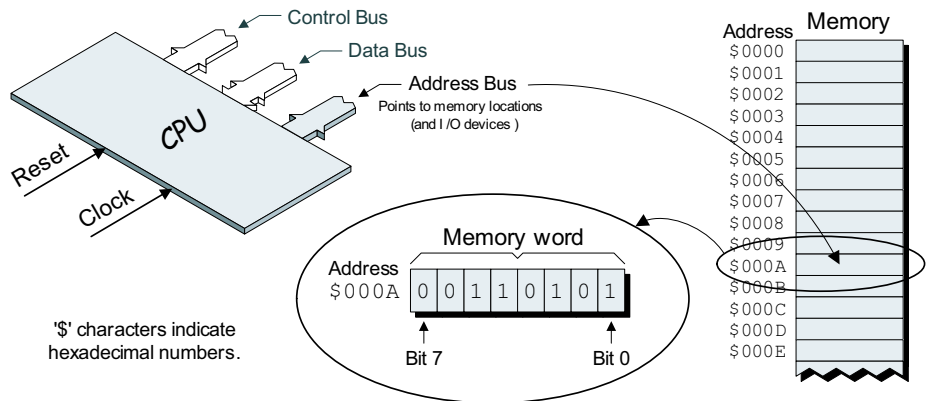 Control Bus
Data Bus
Address Bus
Points to memory locations
(and I /O devices )
CPU
Reset
Clock
Memory
Address
$0000
$0001
$0002
$0003
$0004
$0005
$0006
$0007
$0008
$0009
$000A
$000B
$000C
$000D
$000E
Memory word
Address
$000A 0 0 1 1 0 1 0 1
Bit 7 Bit 0
'$' characters indicate
hexadecimal numbers.